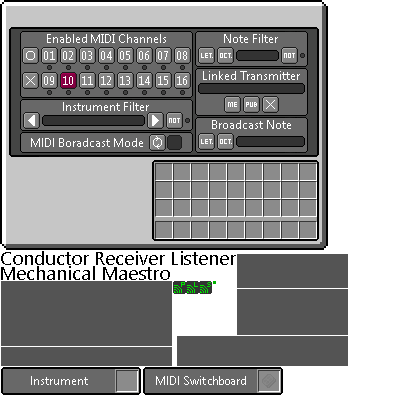 Enabled MIDI Channels
01 02 03 04 05 06 07 08
09 10 11 12 13 14 15 16
Instrument Filter
NOT
MIDI Boradcast Mode
Note Filter
LET. OCT. NOT
Linked Transmitter
ME PUB
Broadcast Note
LET. OCT.
Conductor Receiver Listener
Mechanical Maestro
Instrument
MIDI Switchboard